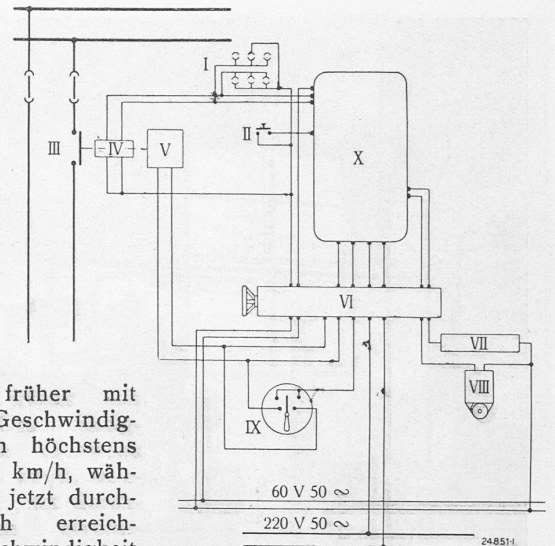 I
II
III
IV
V
X
VI
VII
VIII
IX
früher mit
Geschwindig-
höchstens
km/h, wäh-
jetzt durch-
h erreich-
60 V 50 ~
220 V 50 ~
24851-1